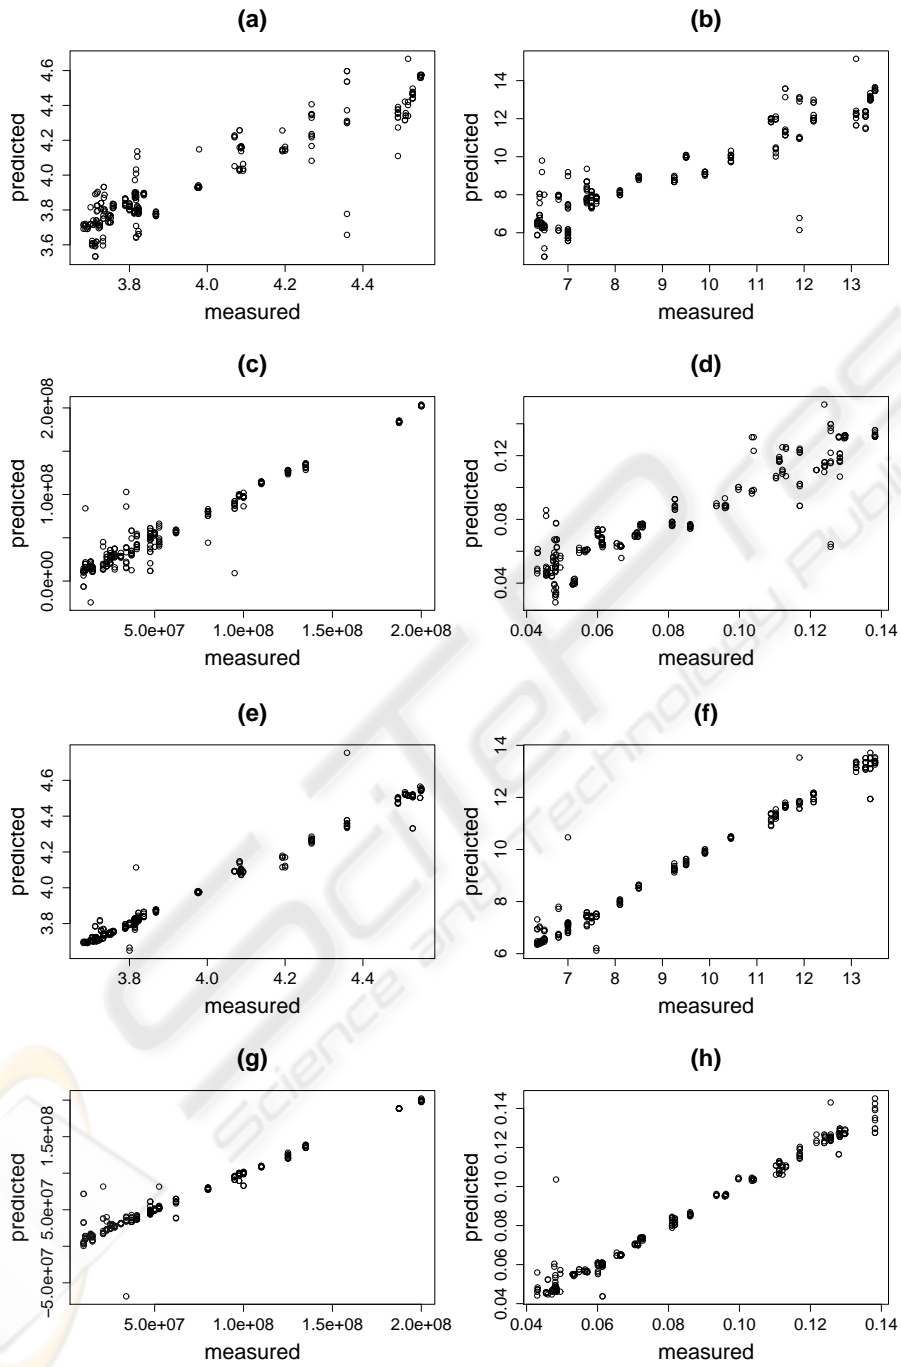 (a)
predicted
3.6 3.8 4.0 4.2 4.4 4.6
3.8 4.0 4.2 4.4
measured
(b)
predicted
6 8 10 12 14
7 8 9 10 11 12 13
measured
(c)
predicted
0.0e+00 1.0e+08 2.0e+08
5.0e+07 1.0e+08 1.5e+08 2.0e+08
measured
(d)
predicted
0.04 0.08 0.12
0.04 0.06 0.08 0.10 0.12 0.14
measured
(e)
predicted
3.8 4.0 4.2 4.4 4.6
3.8 4.0 4.2 4.4
measured
(f)
predicted
6 8 10 12 14
7 8 9 10 11 12 13
measured
(g)
predicted
−5.0e+07 5.0e+07 1.5e+08
5.0e+07 1.0e+08 1.5e+08 2.0e+08
measured
(h)
predicted
0.04 0.06 0.08 0.10 0.12 0.14
0.04 0.06 0.08 0.10 0.12 0.14
measured
SciTePres
Science and Technology Public